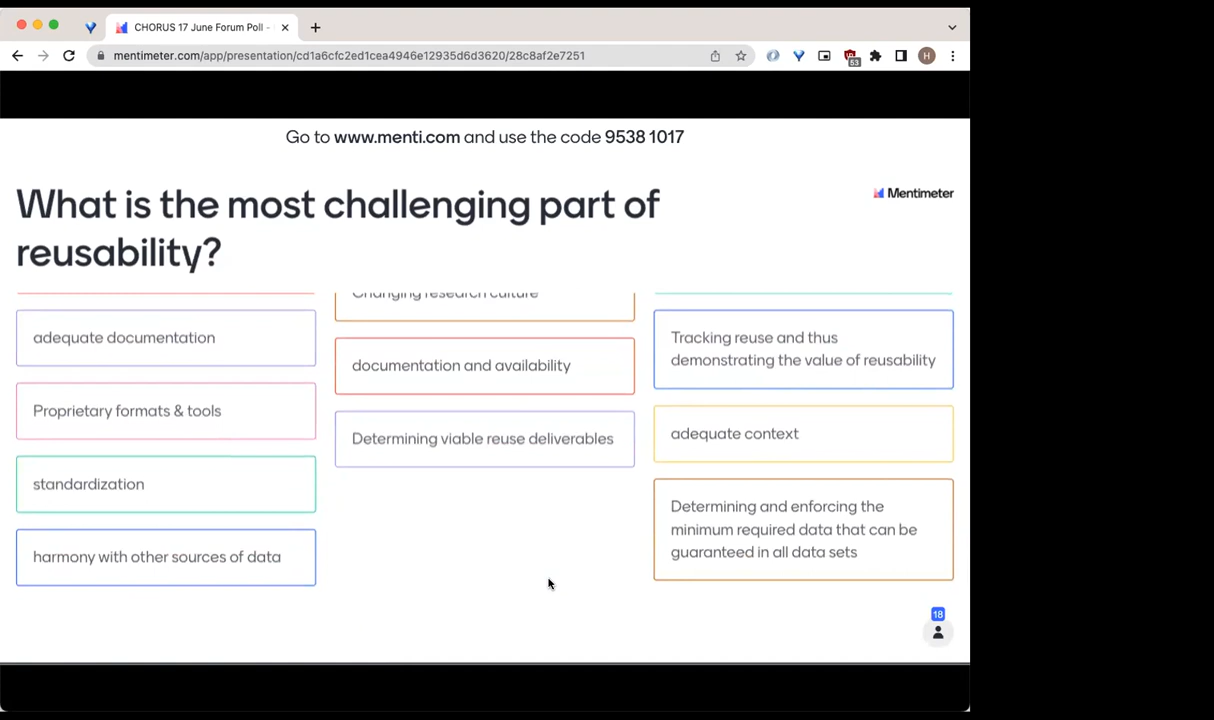 CHORUS 17 June Forum Poll -
mentimeter.com/app/presentation/cd1a6cfc2ed1cea4946e12935d6d3620/28c8af2e7251
53
H
Go to www.menti.com and use the code 9538 1017
What is the most challenging part of
reusability?
Mentimeter
adequate documentation
Proprietary formats & tools
standardization
harmony with other sources of data
Changing research culture
documentation and availability
Determining viable reuse deliverables
Tracking reuse and thus
demonstrating the value of reusability
adequate context
Determining and enforcing the
minimum required data that can be
guaranteed in all data sets
18